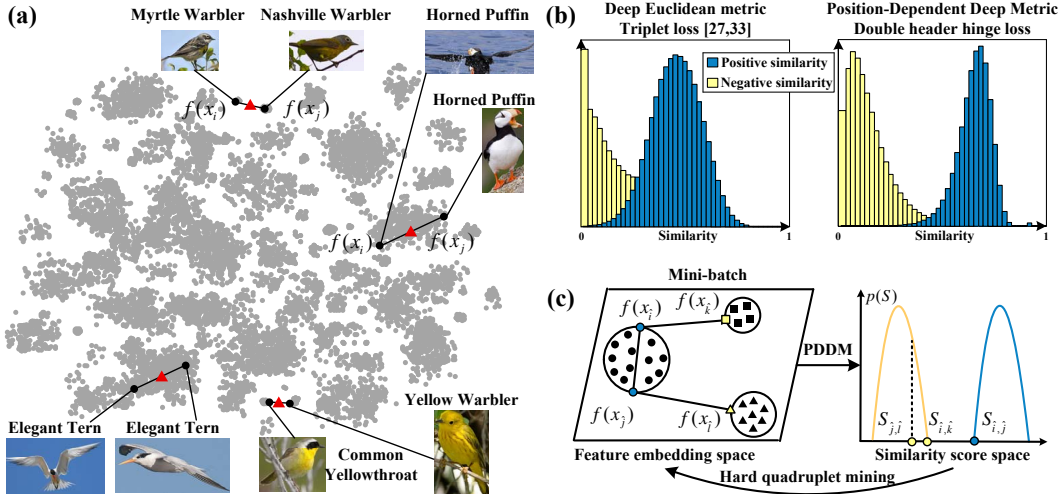 (a)
Myrtle Warbler
Nashville Warbler
Horned Puffin
f(x_i)
f(x_j)
Horned Puffin
f(x_i)
f(x_j)
Elegant Tern
Elegant Tern
Common
Yellowthroat
Yellow Warbler
(b)
Deep Euclidean metric
Triplet loss [27,33]
Position-Dependent Deep Metric
Double header hinge loss
Positive similarity
Negative similarity
0
Similarity
1
0
Similarity
1
(c)
Mini-batch
f(x_î)
f(x_k̂)
f(x_ĵ)
f(x_l̂)
Feature embedding space
PDDM
p(S)
S_ĵ,l̂
S_î,k̂
S_î,ĵ
Similarity score space
Hard quadruplet mining